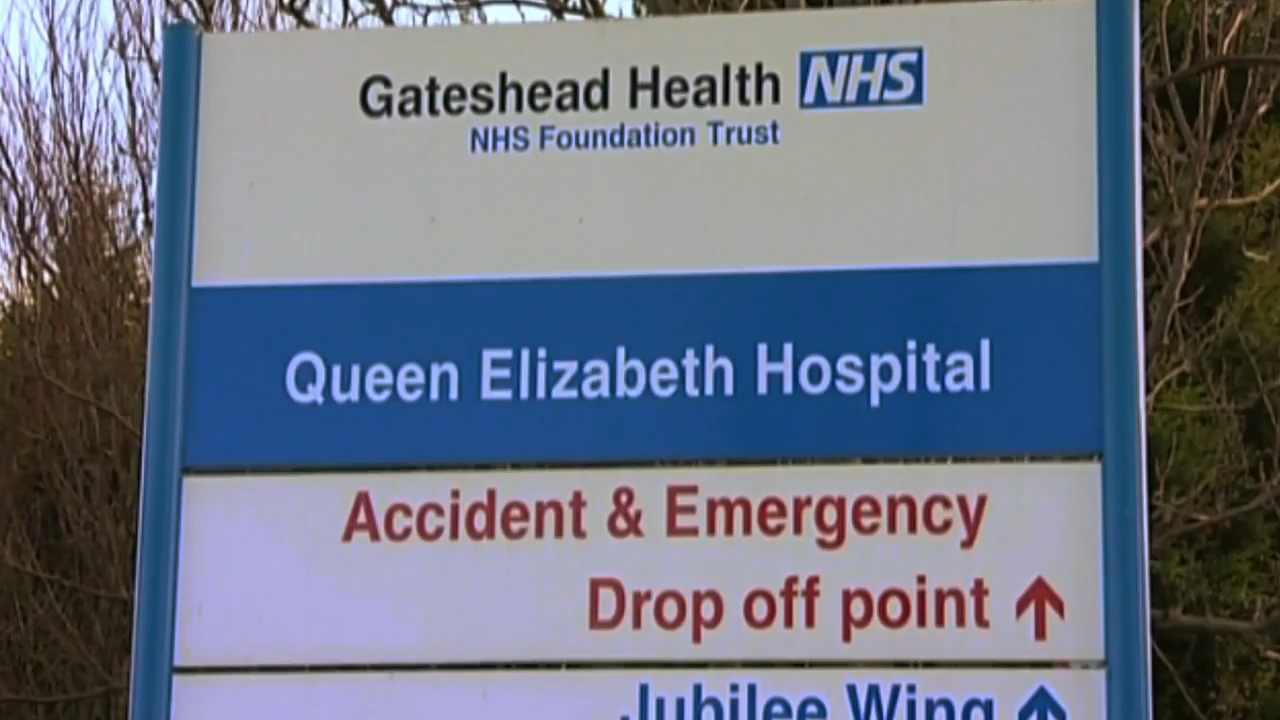 Gateshead Health NHS
NHS Foundation Trust
Queen Elizabeth Hospital
Accident & Emergency
Drop off point ↑
Jubilee Wing ↑